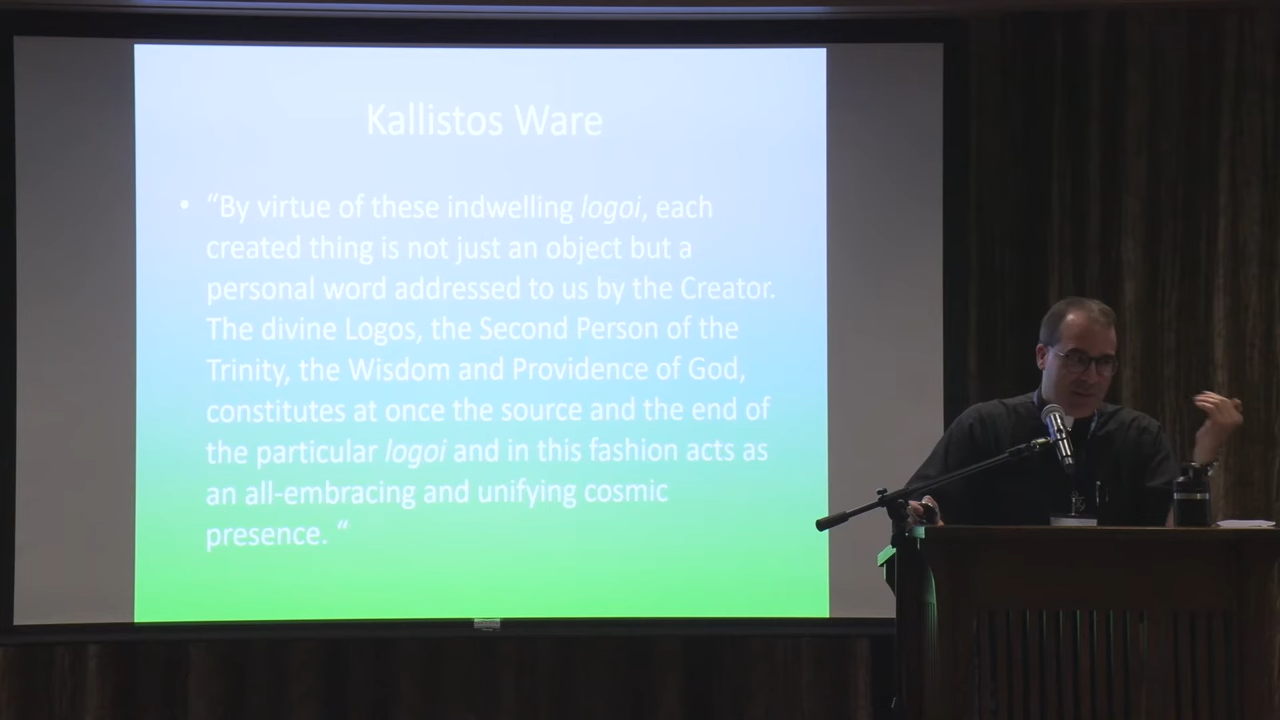 Kallistos Ware
• “By virtue of these indwelling logoi, each
created thing is not just an object but a
personal word addressed to us by the Creator.
The divine Logos, the Second Person of the
Trinity, the Wisdom and Providence of God,
constitutes at once the source and the end of
the particular logoi and in this fashion acts as
an all-embracing and unifying cosmic
presence. “